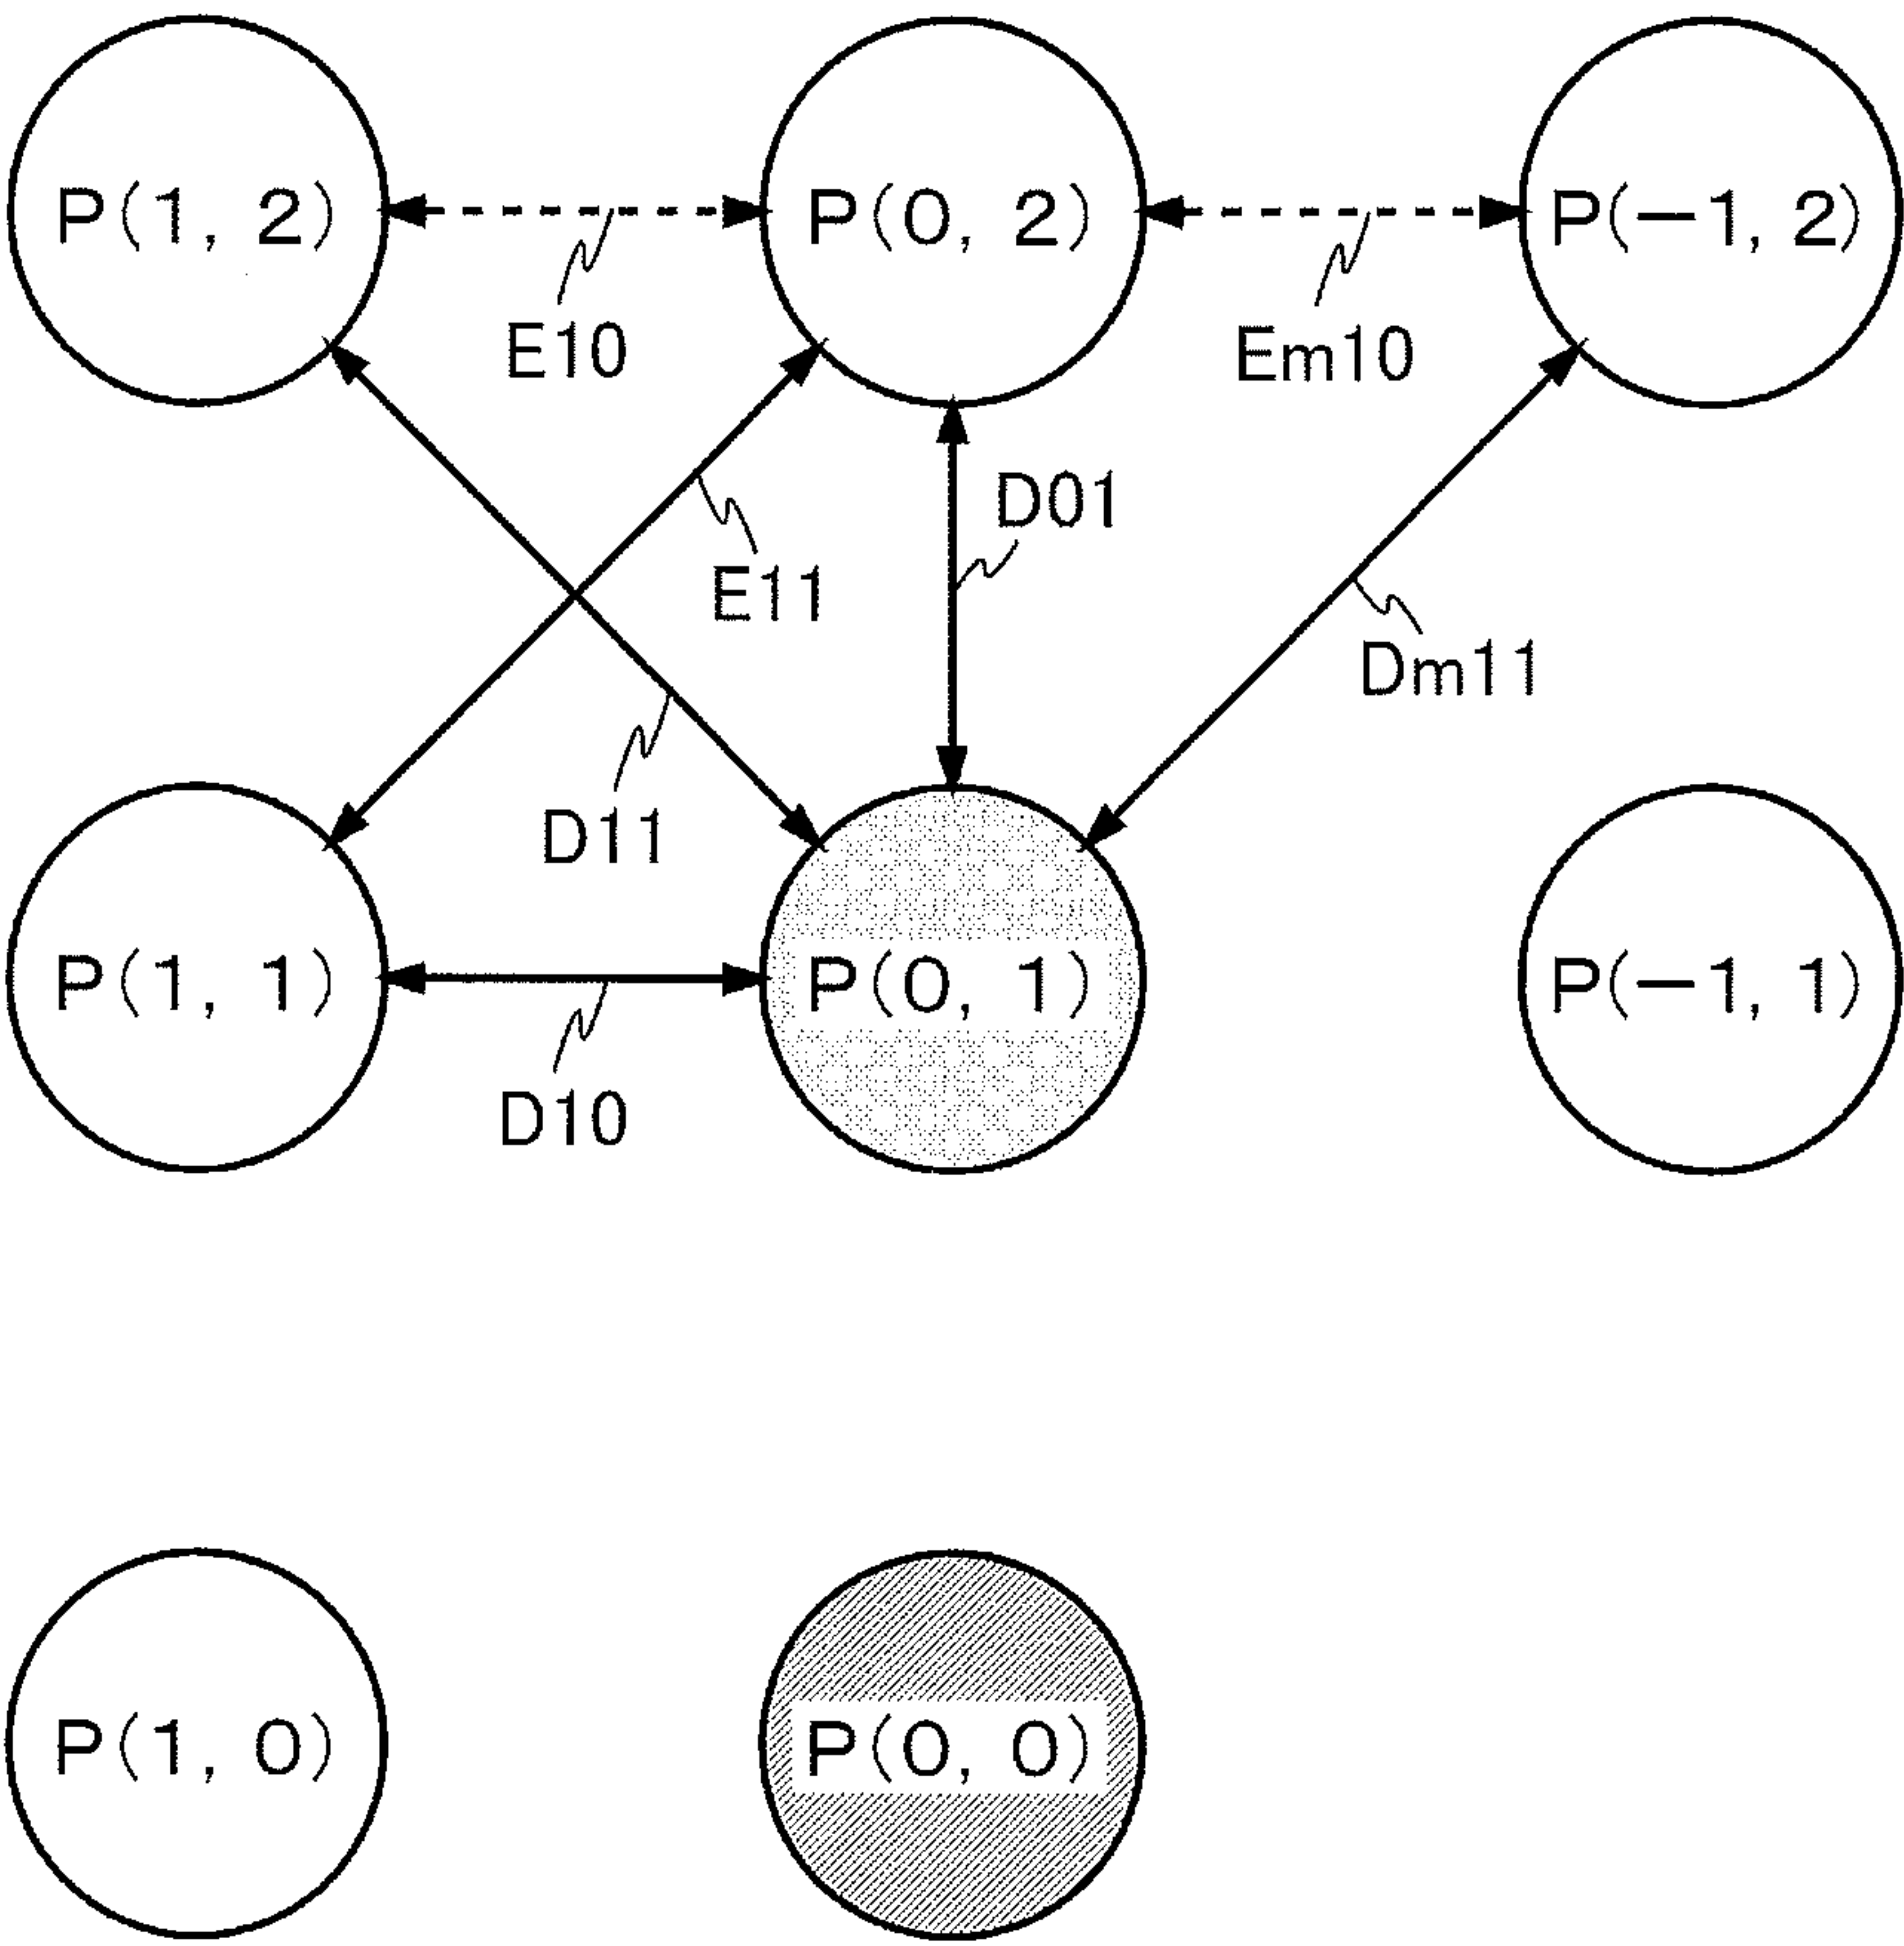 P(1, 2)
P(0, 2)
P(−1, 2)
E10
Em10
D01
E11
Dm11
D11
P(1, 1)
P(0, 1)
P(−1, 1)
D10
P(1, 0)
P(0, 0)